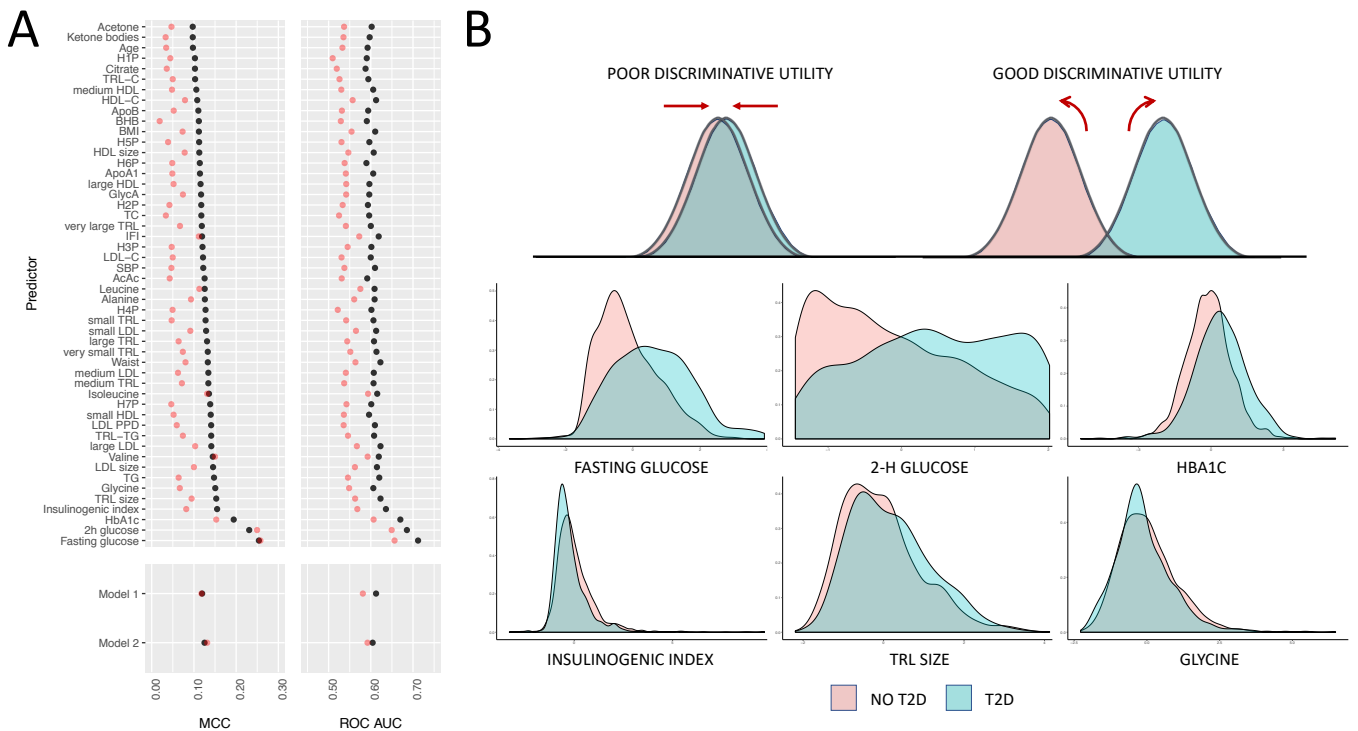 A
Acetone
Ketone bodies
Age
H1P
Citrate
TRL−C
medium HDL
HDL−C
ApoB
BHB
BMI
H5P
HDL size
H6P
ApoA1
large HDL
GlycA
H2P
TC
very large TRL
IFI
H3P
LDL−C
SBP
AcAc
Leucine
Alanine
H4P
small TRL
small LDL
large TRL
very small TRL
Waist
medium LDL
medium TRL
Isoleucine
H7P
small HDL
LDL PPD
TRL−TG
large LDL
Valine
LDL size
TG
Glycine
TRL size
Insulinogenic index
HbA1c
2h glucose
Fasting glucose
Predictor
Model 1
Model 2
0.00 0.10 0.20 0.30
0.50 0.60 0.70
MCC
ROC AUC
B
POOR DISCRIMINATIVE UTILITY
GOOD DISCRIMINATIVE UTILITY
FASTING GLUCOSE
2-H GLUCOSE
HBA1C
INSULINOGENIC INDEX
TRL SIZE
GLYCINE
NO T2D
T2D